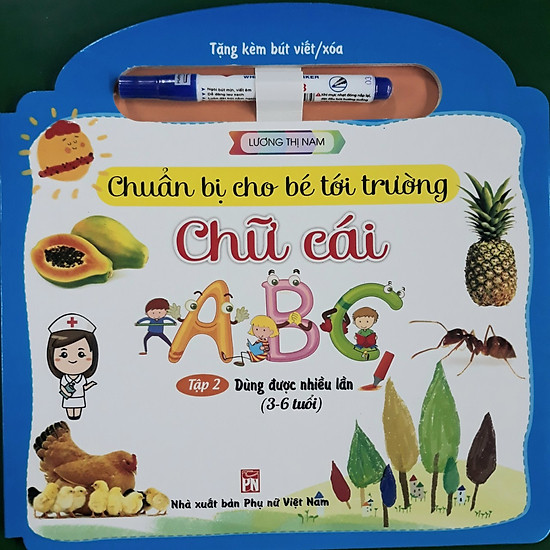 Tặng kèm bút viết/xóa
LƯƠNG THỊ NAM
Chuẩn bị cho bé tới trường
Chữ cái
ABC
Tập 2 Dùng được nhiều lần
(3-6 tuổi)
PN
Nhà xuất bản Phụ nữ Việt Nam